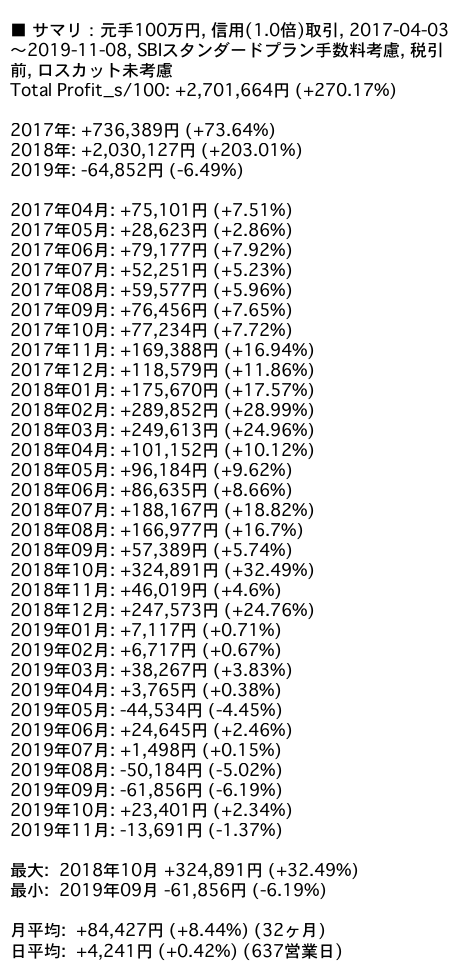 ■ サマリ：元手100万円, 信用(1.0倍)取引, 2017-04-03
～2019-11-08, SBIスタンダードプラン手数料考慮, 税引
前, ロスカット未考慮
Total Profit_s/100: +2,701,664円 (+270.17%)
2017年: +736,389円 (+73.64%)
2018年: +2,030,127円 (+203.01%)
2019年: -64,852円 (-6.49%)
2017年04月: +75,101円 (+7.51%)
2017年05月: +28,623円 (+2.86%)
2017年06月: +79,177円 (+7.92%)
2017年07月: +52,251円 (+5.23%)
2017年08月: +59,577円 (+5.96%)
2017年09月: +76,456円 (+7.65%)
2017年10月: +77,234円 (+7.72%)
2017年11月: +169,388円 (+16.94%)
2017年12月: +118,579円 (+11.86%)
2018年01月: +175,670円 (+17.57%)
2018年02月: +289,852円 (+28.99%)
2018年03月: +249,613円 (+24.96%)
2018年04月: +101,152円 (+10.12%)
2018年05月: +96,184円 (+9.62%)
2018年06月: +86,635円 (+8.66%)
2018年07月: +188,167円 (+18.82%)
2018年08月: +166,977円 (+16.7%)
2018年09月: +57,389円 (+5.74%)
2018年10月: +324,891円 (+32.49%)
2018年11月: +46,019円 (+4.6%)
2018年12月: +247,573円 (+24.76%)
2019年01月: +7,117円 (+0.71%)
2019年02月: +6,717円 (+0.67%)
2019年03月: +38,267円 (+3.83%)
2019年04月: +3,765円 (+0.38%)
2019年05月: -44,534円 (-4.45%)
2019年06月: +24,645円 (+2.46%)
2019年07月: +1,498円 (+0.15%)
2019年08月: -50,184円 (-5.02%)
2019年09月: -61,856円 (-6.19%)
2019年10月: +23,401円 (+2.34%)
2019年11月: -13,691円 (-1.37%)
最大: 2018年10月 +324,891円 (+32.49%)
最小: 2019年09月 -61,856円 (-6.19%)
月平均: +84,427円 (+8.44%) (32ヶ月)
日平均: +4,241円 (+0.42%) (637営業日)